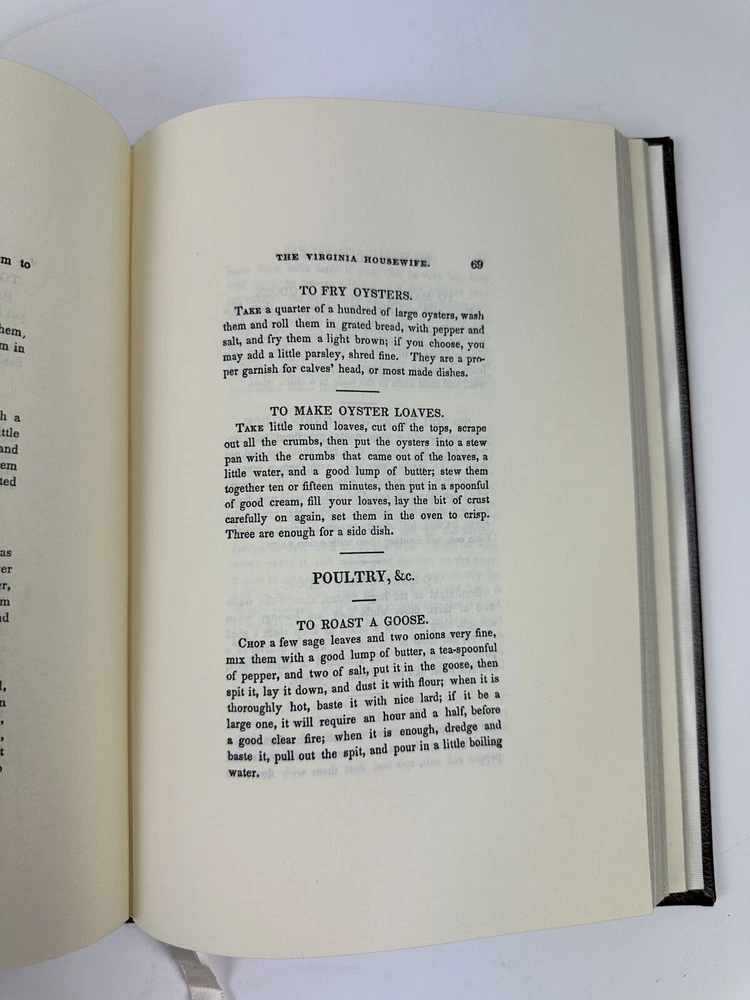 m to
hem,
m in
h a
ttle
and
em
ted
as
er
r,
m
d
l,
n
,
,
t
THE VIRGINIA HOUSEWIFE. 69
TO FRY OYSTERS.
TAKE a quarter of a hundred of large oysters, wash
them and roll them in grated bread, with pepper and
salt, and fry them a light brown; if you choose, you
may add a little parsley, shred fine. They are a pro-
per garnish for calves' head, or most made dishes.
TO MAKE OYSTER LOAVES.
TAKE little round loaves, cut off the tops, scrape
out all the crumbs, then put the oysters into a stew
pan with the crumbs that came out of the loaves, a
little water, and a good lump of butter; stew them
together ten or fifteen minutes, then put in a spoonful
of good cream, fill your loaves, lay the bit of crust
carefully on again, set them in the oven to crisp.
Three are enough for a side dish.
POULTRY, &c.
TO ROAST A GOOSE.
CHOP a few sage leaves and two onions very fine,
mix them with a good lump of butter, a tea-spoonful
of pepper, and two of salt, put it in the goose, then
spit it, lay it down, and dust it with flour; when it is
thoroughly hot, baste it with nice lard; if it be a
large one, it will require an hour and a half, before
a good clear fire; when it is enough, dredge and
baste it, pull out the spit, and pour in a little boiling
water.